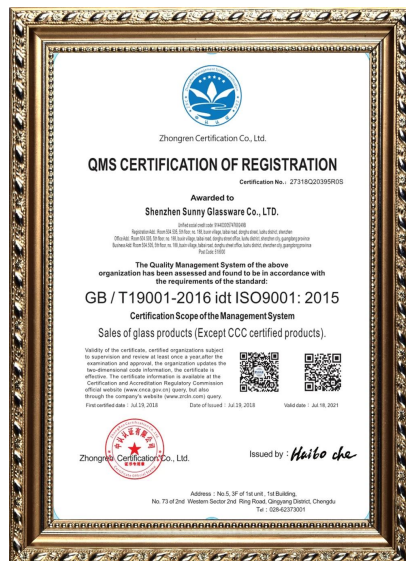 Zhongren Certification Co., Ltd.
QMS CERTIFICATION OF REGISTRATION
Certification No.: 27318Q20395R0S
Awarded to
Shenzhen Sunny Glassware Co., LTD.
The Quality Management System of the above
organization has been assessed and found to be in accordance with
the requirements of the standard:
GB / T19001-2016 idt ISO9001: 2015
Certification Scope of the Management System
Sales of glass products (Except CCC certified products).
Validity of the certificate, certified organizations subject
to supervision and review at least once a year.after the
examination and approval, the organization updates the
two-dimensional code information, the certificate is
effective. The certificate information is available at the
Certification and Accreditation Regulatory Commission
official website (www.cnca.gov.cn) query, but also
through the company's website (www.zrcln.com) query.
First certified date : Jul.19, 2018
Date of Issued : Jul.19, 2018
Valid date : Jul 19, 2021
Zhongren Certification Co., Ltd.
Issued by : Haibo che
Address : No.5, 3F of 1st unit , 1st Building,
No. 73 of 2nd Western Sector 2nd Ring Road, Qingyang District, Chengdu
Tel : 028-62373001